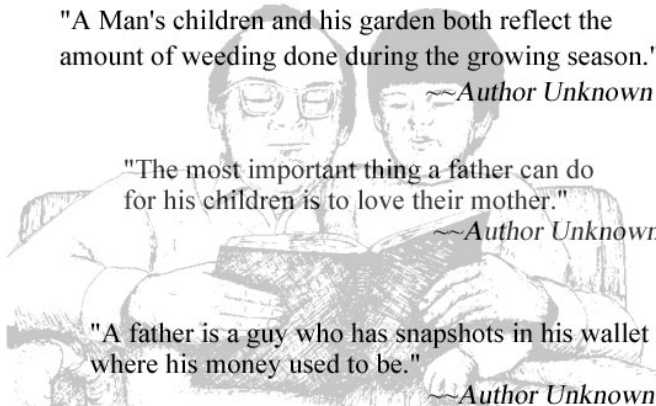 "A Man's children and his garden both reflect the
amount of weeding done during the growing season."
~~Author Unknown
"The most important thing a father can do
for his children is to love their mother."
~~Author Unknown
"A father is a guy who has snapshots in his wallet
where his money used to be."
~~Author Unknown